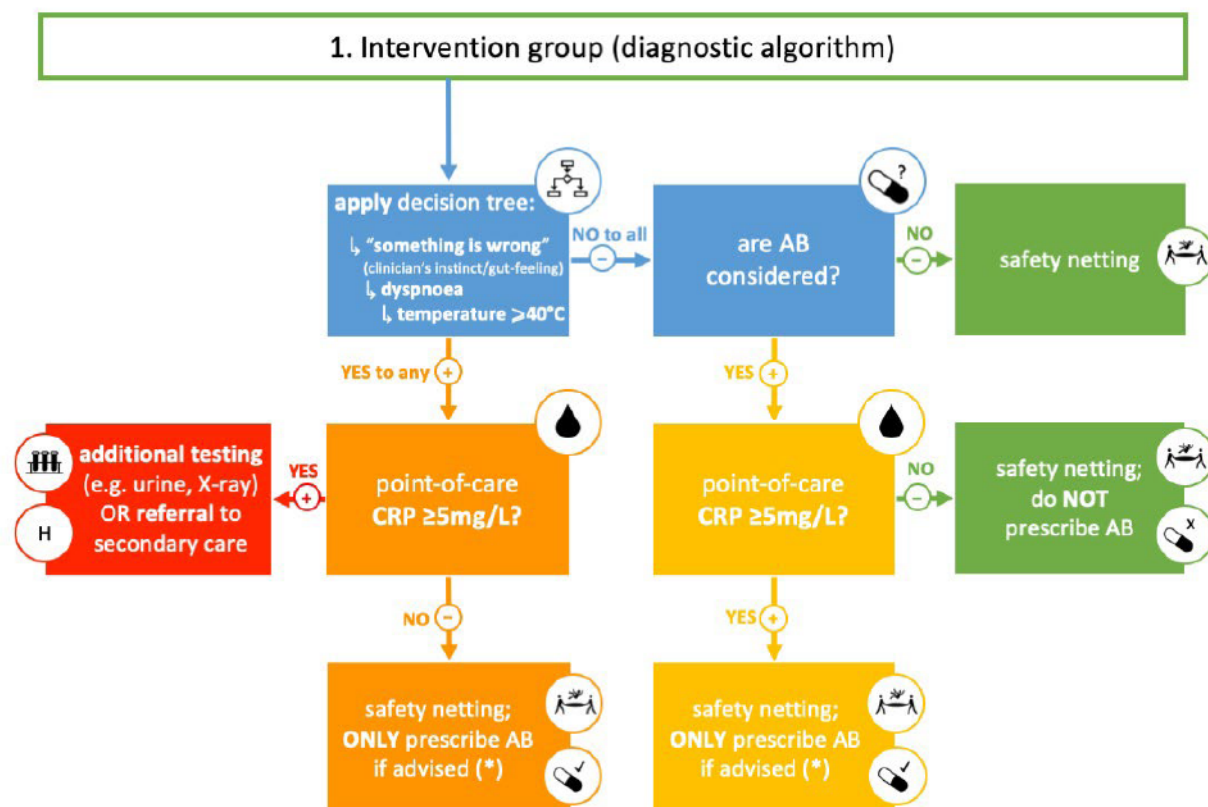 1. Intervention group (diagnostic algorithm)
apply decision tree:
↳ "something is wrong"
(clinician's instinct/gut-feeling)
↳ dyspnoea
↳ temperature ⩾40°C
NO to all
−
?
are AB
considered?
NO
−
safety netting
YES to any
+
YES
+
additional testing
(e.g. urine, X-ray)
OR referral to
secondary care
H
YES
+
point-of-care
CRP ≥5mg/L?
point-of-care
CRP ≥5mg/L?
NO
−
safety netting;
do NOT
prescribe AB
X
NO
−
YES
+
safety netting;
ONLY prescribe AB
if advised (*)
safety netting;
ONLY prescribe AB
if advised (*)